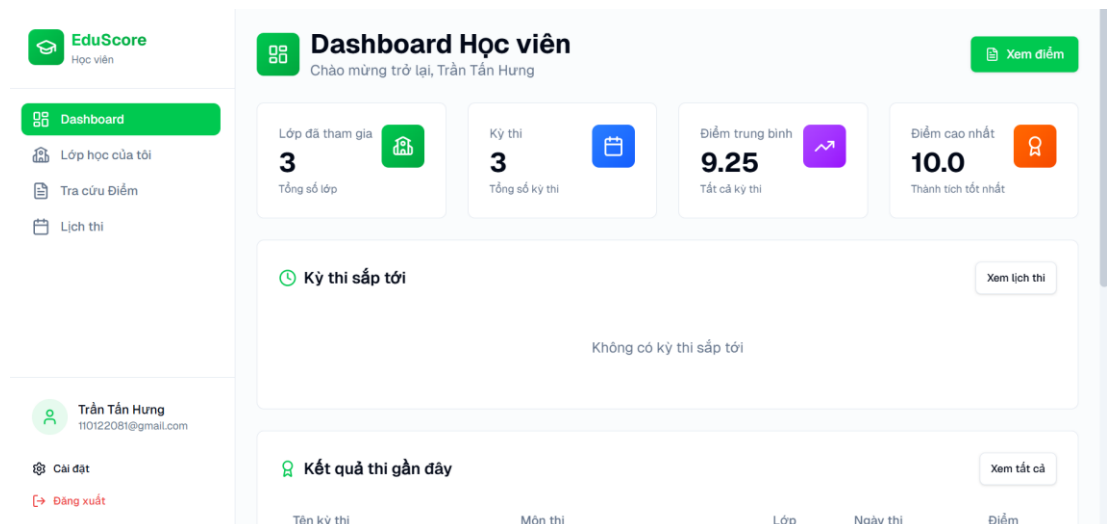 EduScore
Học viên
Dashboard
Lớp học của tôi
Tra cứu Điểm
Lịch thi
Trần Tấn Hưng
110122081@gmail.com
Cài đặt
Đăng xuất
Dashboard Học viên
Chào mừng trở lại, Trần Tấn Hưng
Xem điểm
Lớp đã tham gia
3
Tổng số lớp
Kỳ thi
3
Tổng số kỳ thi
Điểm trung bình
9.25
Tất cả kỳ thi
Điểm cao nhất
10.0
Thành tích tốt nhất
Kỳ thi sắp tới
Xem lịch thi
Không có kỳ thi sắp tới
Kết quả thi gần đây
Xem tất cả
Tên kỳ thi Môn thi Lớp Ngày thi Điểm